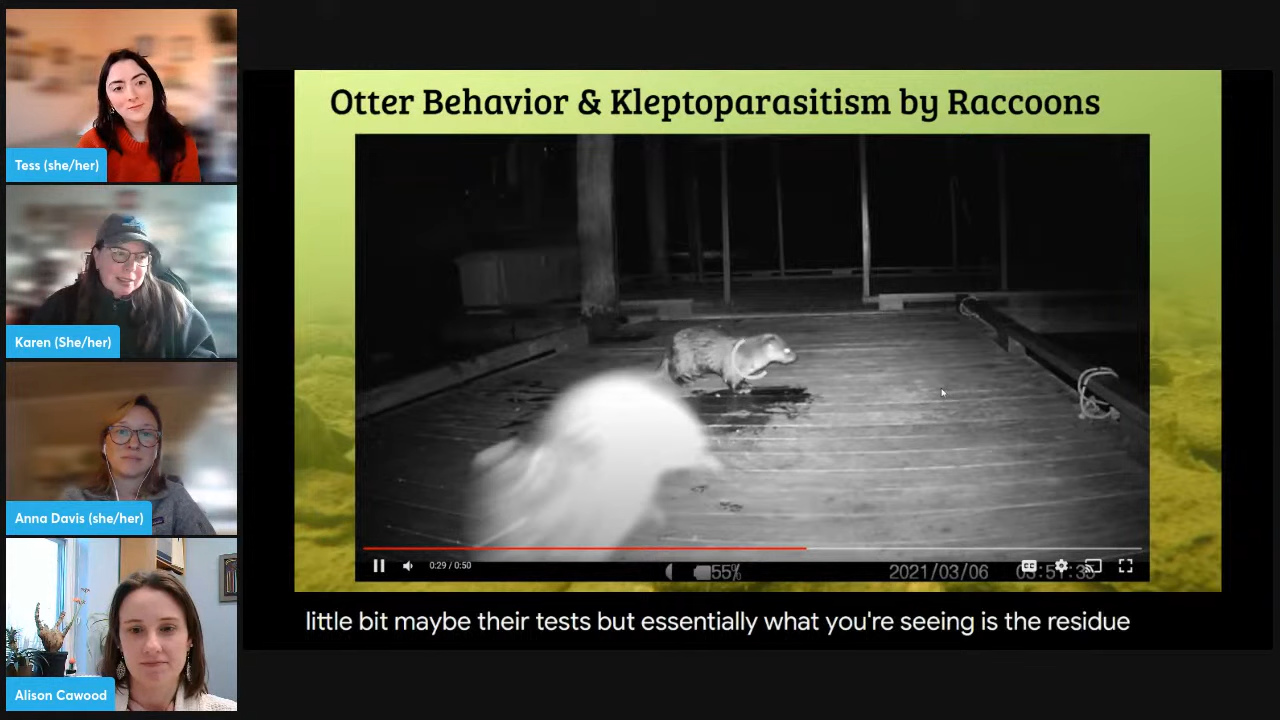 Tess (she/her)
Karen (She/her)
Anna Davis (she/her)
Alison Cawood
Otter Behavior & Kleptoparasitism by Raccoons
0:29 / 0:50
CC
55%
2021/03/06
little bit maybe their tests but essentially what you're seeing is the residue